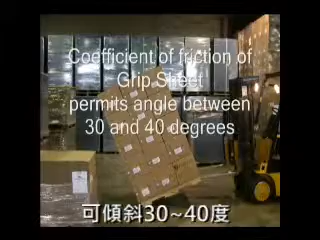 Coefficient of friction of
Grip Sheet
permits angle between
30 and 40 degrees
可傾斜30~40度